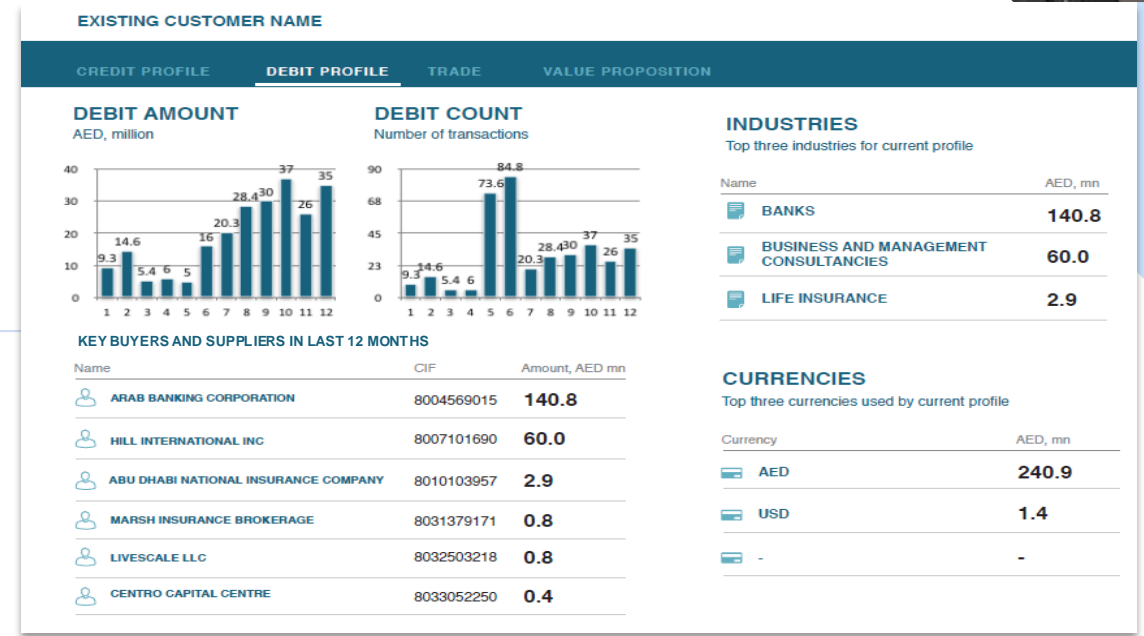 EXISTING CUSTOMER NAME
CREDIT PROFILE DEBIT PROFILE TRADE VALUE PROPOSITION
DEBIT AMOUNT
AED, million
40
30
20
10
0
9.3 14.6 5.4 6 5 16 20.3 28.4 30 37 26 35
1 2 3 4 5 6 7 8 9 10 11 12
DEBIT COUNT
Number of transactions
90
68
45
23
0
9.3 14.6 5.4 6 73.6 84.8 20.3 28.4 30 37 26 35
1 2 3 4 5 6 7 8 9 10 11 12
INDUSTRIES
Top three industries for current profile
Name AED, mn
BANKS 140.8
BUSINESS AND MANAGEMENT
CONSULTANCIES 60.0
LIFE INSURANCE 2.9
KEY BUYERS AND SUPPLIERS IN LAST 12 MONTHS
Name CIF Amount, AED mn
ARAB BANKING CORPORATION 8004569015 140.8
HILL INTERNATIONAL INC 8007101690 60.0
ABU DHABI NATIONAL INSURANCE COMPANY 8010103957 2.9
MARSH INSURANCE BROKERAGE 8031379171 0.8
LIVESCALE LLC 8032503218 0.8
CENTRO CAPITAL CENTRE 8033052250 0.4
CURRENCIES
Top three currencies used by current profile
Currency AED, mn
AED 240.9
USD 1.4
- -